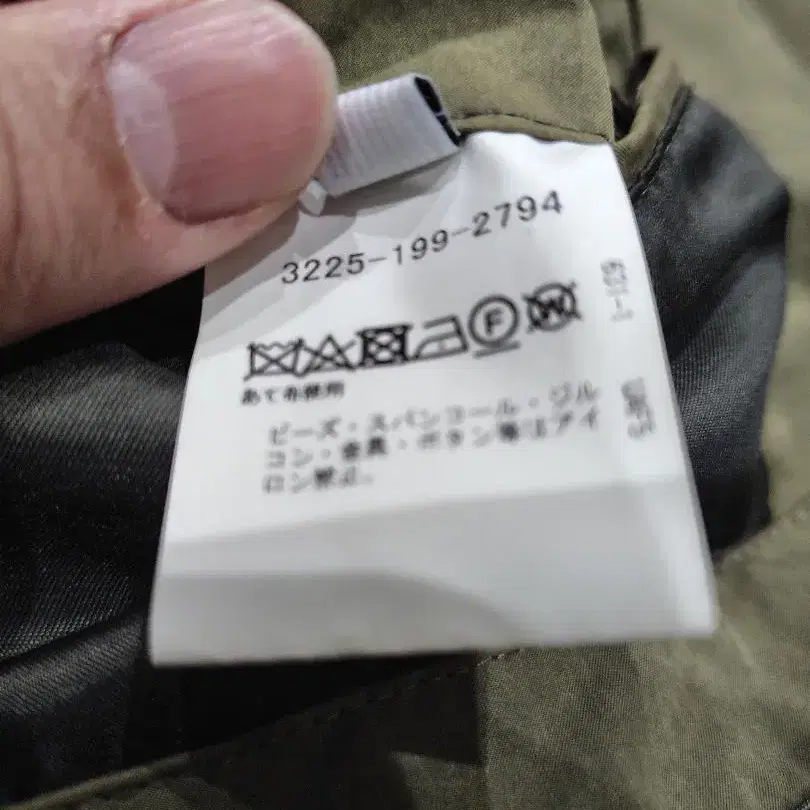 3225-199-2794
F
W
あて布使用
ビーズ・スパンコール・ジル
コン・金具・ボタン等はアイ
ロン禁止。